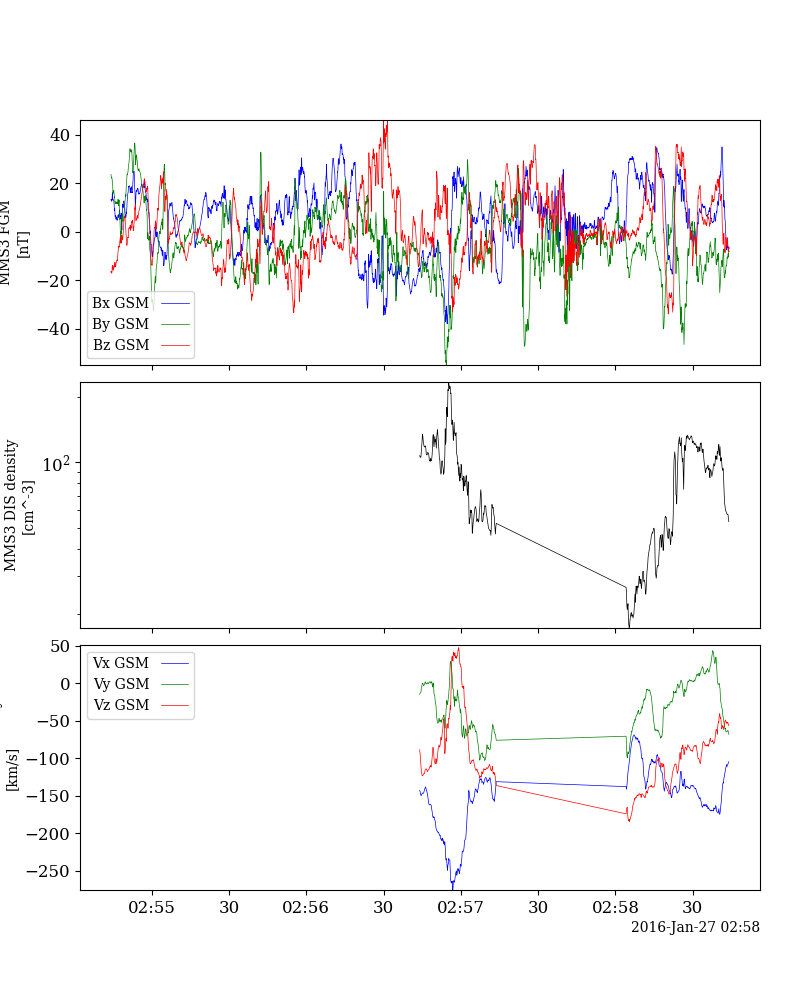 40
20
0
−20
−40
MMS3 FGM
[nT]
Bx GSM
By GSM
Bz GSM
10²
MMS3 DIS density
[cm^-3]
50
0
−50
−100
−150
−200
−250
[km/s]
Vx GSM
Vy GSM
Vz GSM
02:55 30 02:56 30 02:57 30 02:58 30
2016-Jan-27 02:58